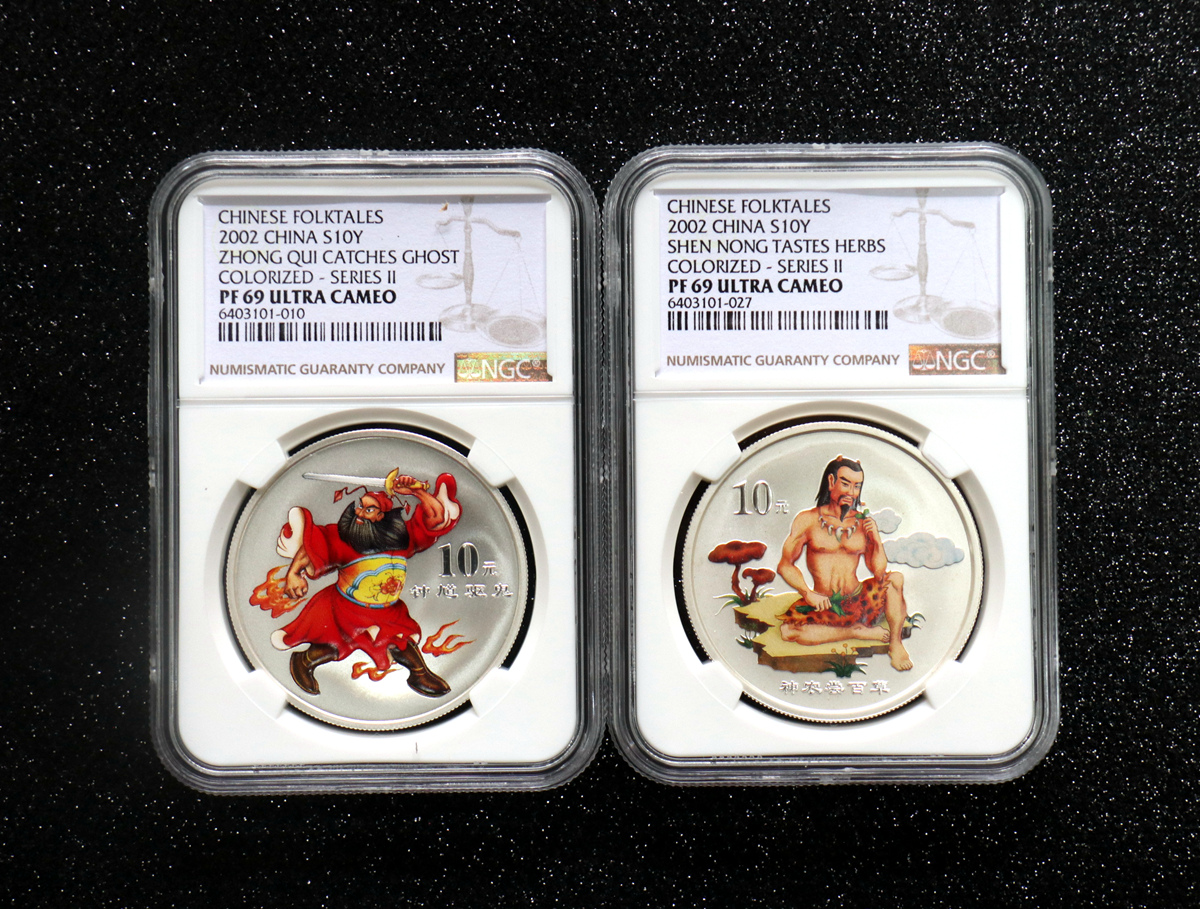 CHINESE FOLKTALES
2002 CHINA S10Y
ZHONG QUI CATCHES GHOST
COLORIZED - SERIES II
PF 69 ULTRA CAMEO
6403101-010
NUMISMATIC GUARANTY COMPANY
NGC®
10元
钟馗驱鬼
CHINESE FOLKTALES
2002 CHINA S10Y
SHEN NONG TASTES HERBS
COLORIZED - SERIES II
PF 69 ULTRA CAMEO
6403101-027
NUMISMATIC GUARANTY COMPANY
NGC®
10元
神农尝百草